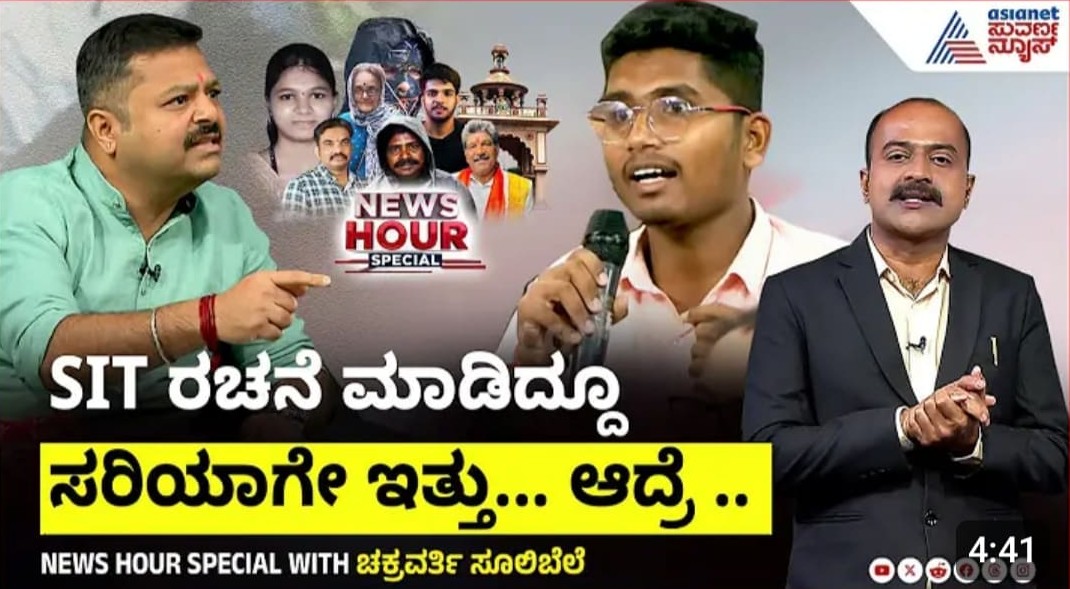 asianet
ಸುವರ್ಣ
ನ್ಯೂಸ್
NEWS
HOUR
SPECIAL
SIT ರಚನೆ ಮಾಡಿದ್ದೂ
ಸರಿಯಾಗೇ ಇತ್ತು... ಆದ್ರೆ ..
NEWS HOUR SPECIAL WITH ಚಕ್ರವರ್ತಿ ಸೂಲಿಬೆಲೆ
4:41